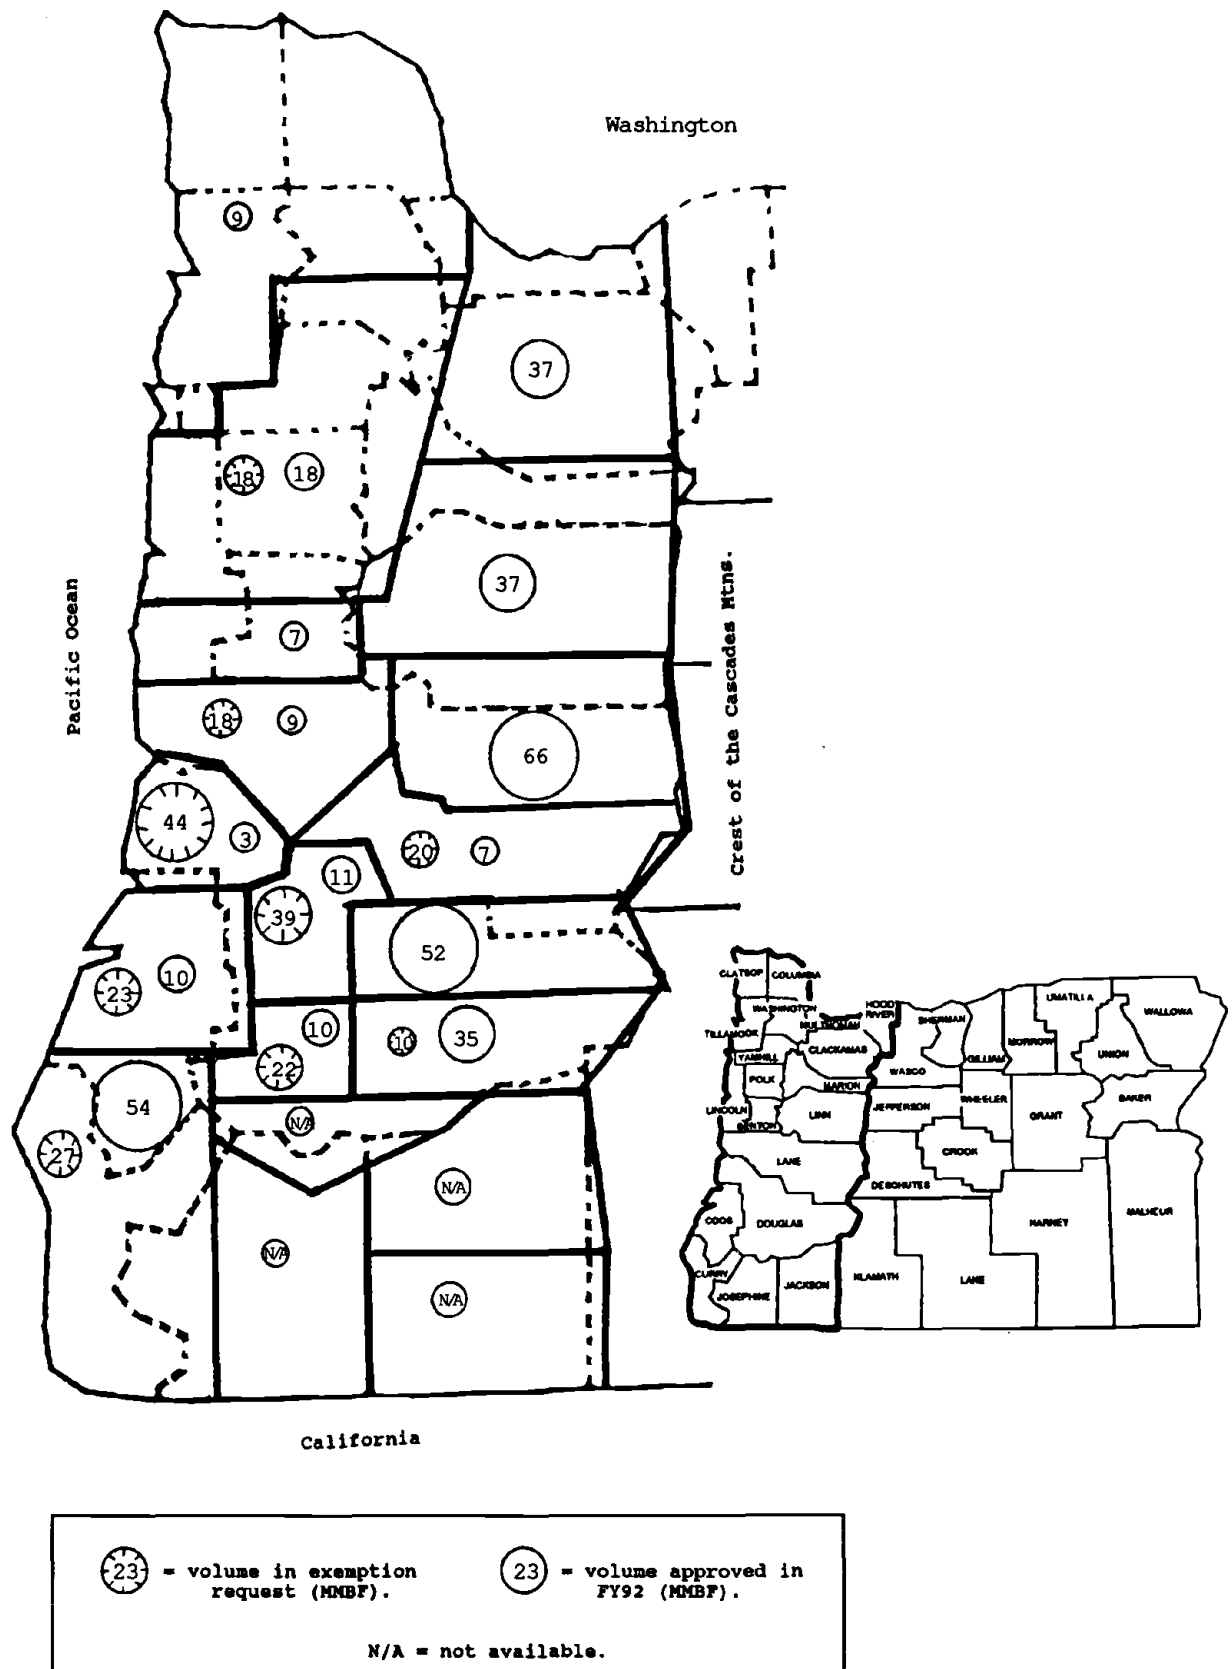 Washington
9
37
18 18
37
Pacific Ocean
Crest of the Cascades Mtns.
7
18 9
66
44 3
20 7
11
39
52
23 10
10
10 35
22
54
N/A
27
N/A
N/A
N/A
California
CLATSOP COLUMBIA
WASHINGTON
HOOD
RIVER
MULTNOMAH
TILLAMOOK
YAMHILL
CLACKAMAS
POLK
MARION
LINCOLN
BENTON
LINN
LANE
COOS
DOUGLAS
CURRY
JOSEPHINE
JACKSON
SHERMAN
GILLIAM
MORROW
UMATILLA
WALLOWA
UNION
WASCO
JEFFERSON
WHEELER
GRANT
BAKER
CROOK
DESCHUTES
HARNEY
MALHEUR
KLAMATH
LANE
23 = volume in exemption
request (MMBF).
23 = volume approved in
FY92 (MMBF).
N/A = not available.